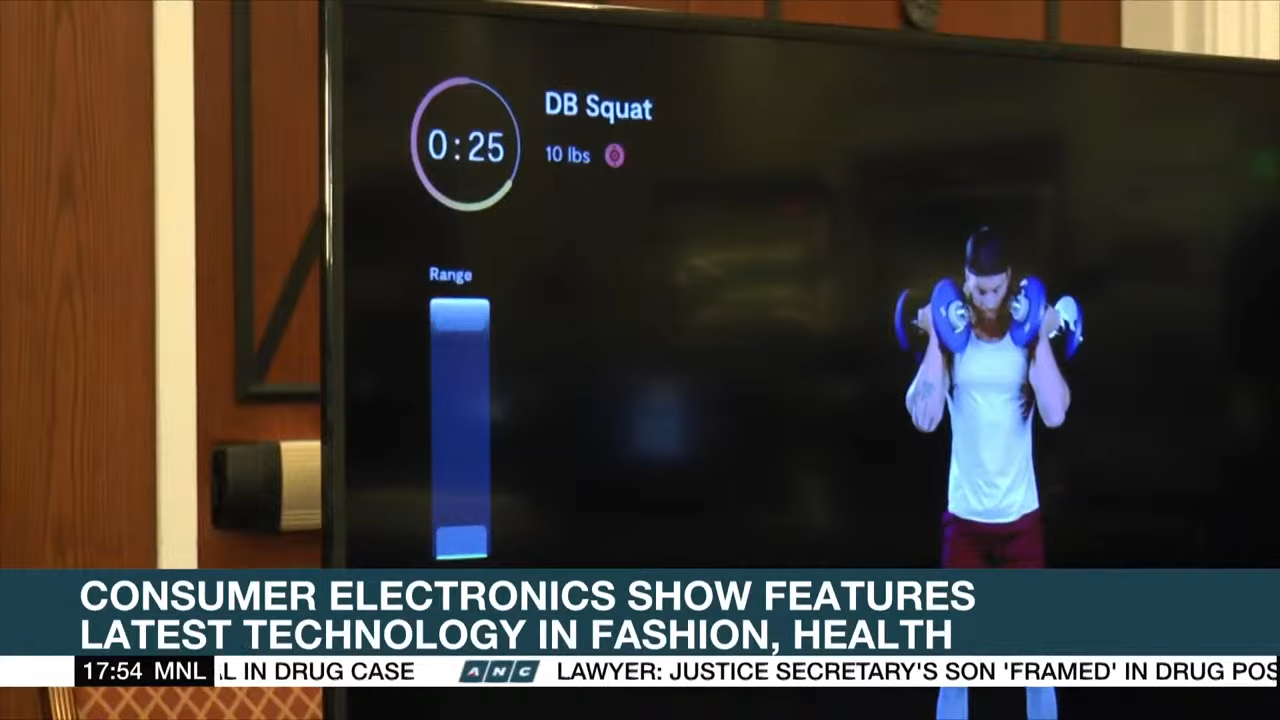 DB Squat
0:25
10 lbs
Range
CONSUMER ELECTRONICS SHOW FEATURES
LATEST TECHNOLOGY IN FASHION, HEALTH
17:54 MNL
L IN DRUG CASE ANC LAWYER: JUSTICE SECRETARY'S SON 'FRAMED' IN DRUG POS